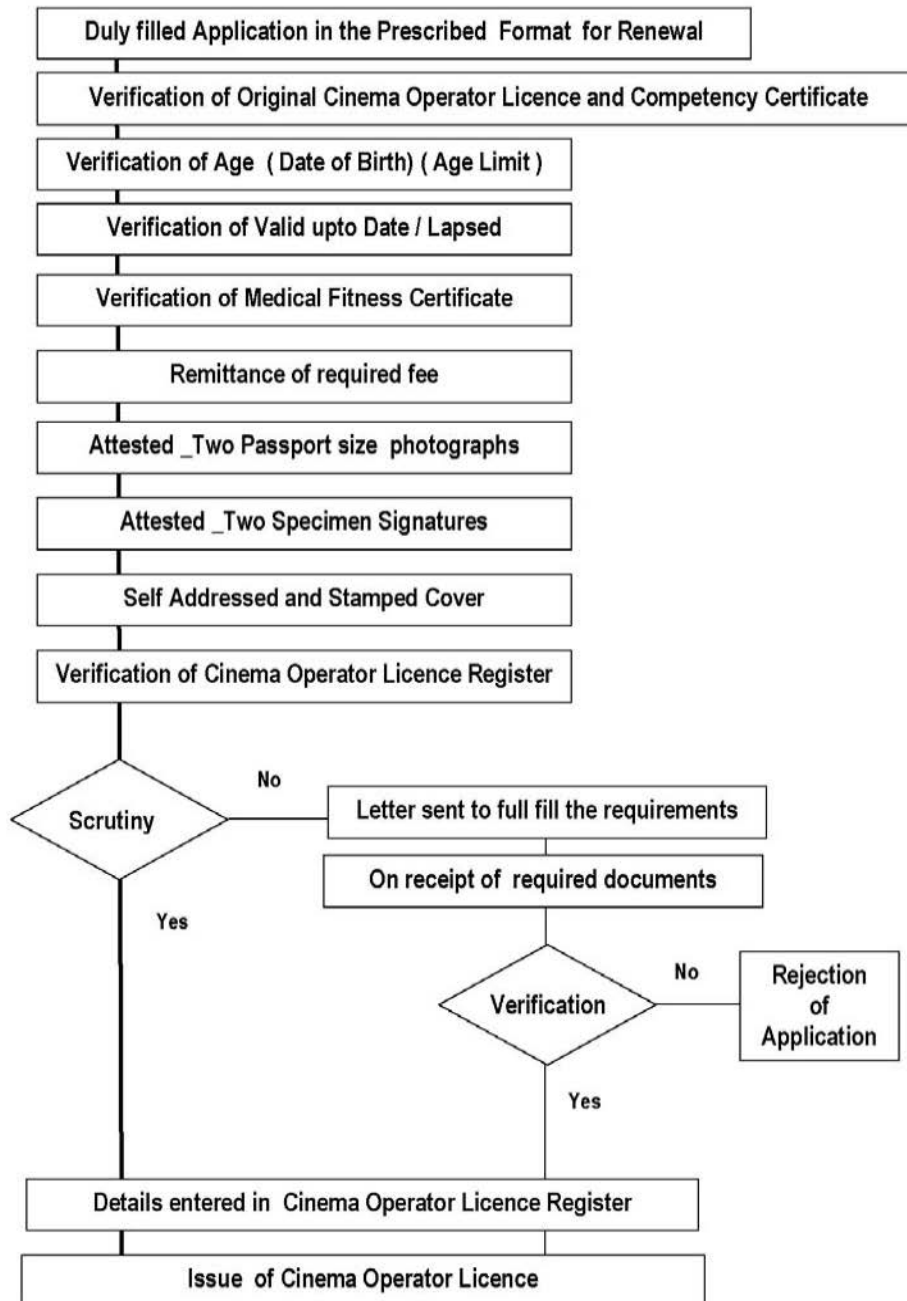 Duly filled Application in the Prescribed Format for Renewal
Verification of Original Cinema Operator Licence and Competency Certificate
Verification of Age ( Date of Birth) ( Age Limit )
Verification of Valid upto Date / Lapsed
Verification of Medical Fitness Certificate
Remittance of required fee
Attested _Two Passport size photographs
Attested _Two Specimen Signatures
Self Addressed and Stamped Cover
Verification of Cinema Operator Licence Register
Scrutiny
No
Letter sent to full fill the requirements
On receipt of required documents
Yes
Verification
No
Rejection
of
Application
Yes
Details entered in Cinema Operator Licence Register
Issue of Cinema Operator Licence